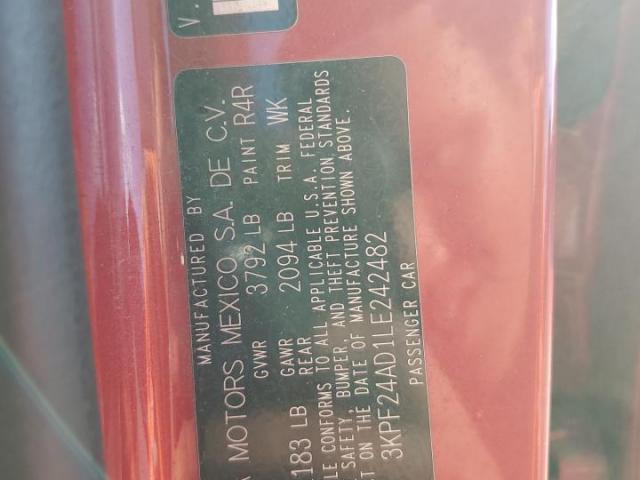 V.
MANUFACTURED BY
MOTORS MEXICO, S.A. DE C.V.
GVWR 3792 LB PAINT R4R
GAWR
183 LB REAR 2094 LB TRIM WK
LE CONFORMS TO ALL APPLICABLE U.S.A. FEDERAL
SAFETY, BUMPER, AND THEFT PREVENTION STANDARDS
ON THE DATE OF MANUFACTURE SHOWN ABOVE.
3KPF24AD1LE242482
PASSENGER CAR